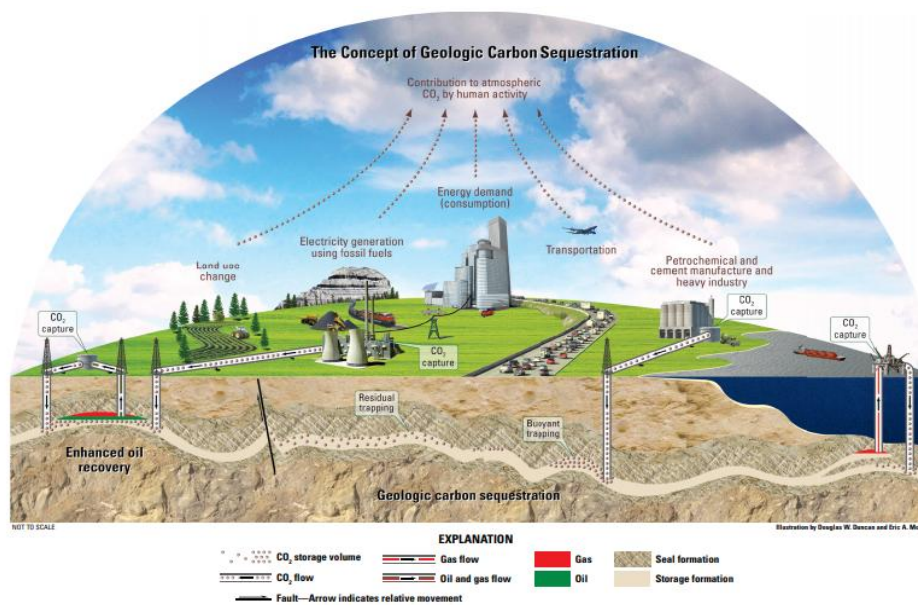 The Concept of Geologic Carbon Sequestration
Contribution to atmospheric
CO₂ by human activity
Energy demand
(consumption)
Electricity generation
using fossil fuels
Transportation
Land use
change
Petrochemical and
cement manufacture and
heavy industry
CO₂
capture
CO₂
capture
CO₂
capture
CO₂
capture
Residual
trapping
Buoyant
trapping
Enhanced oil
recovery
Geologic carbon sequestration
NOT TO SCALE
Illustration by Douglas W. Duncan and Eric A.
EXPLANATION
CO₂ storage volume
Gas flow
Gas
Seal formation
CO₂ flow
Oil and gas flow
Oil
Storage formation
Fault—Arrow indicates relative movement